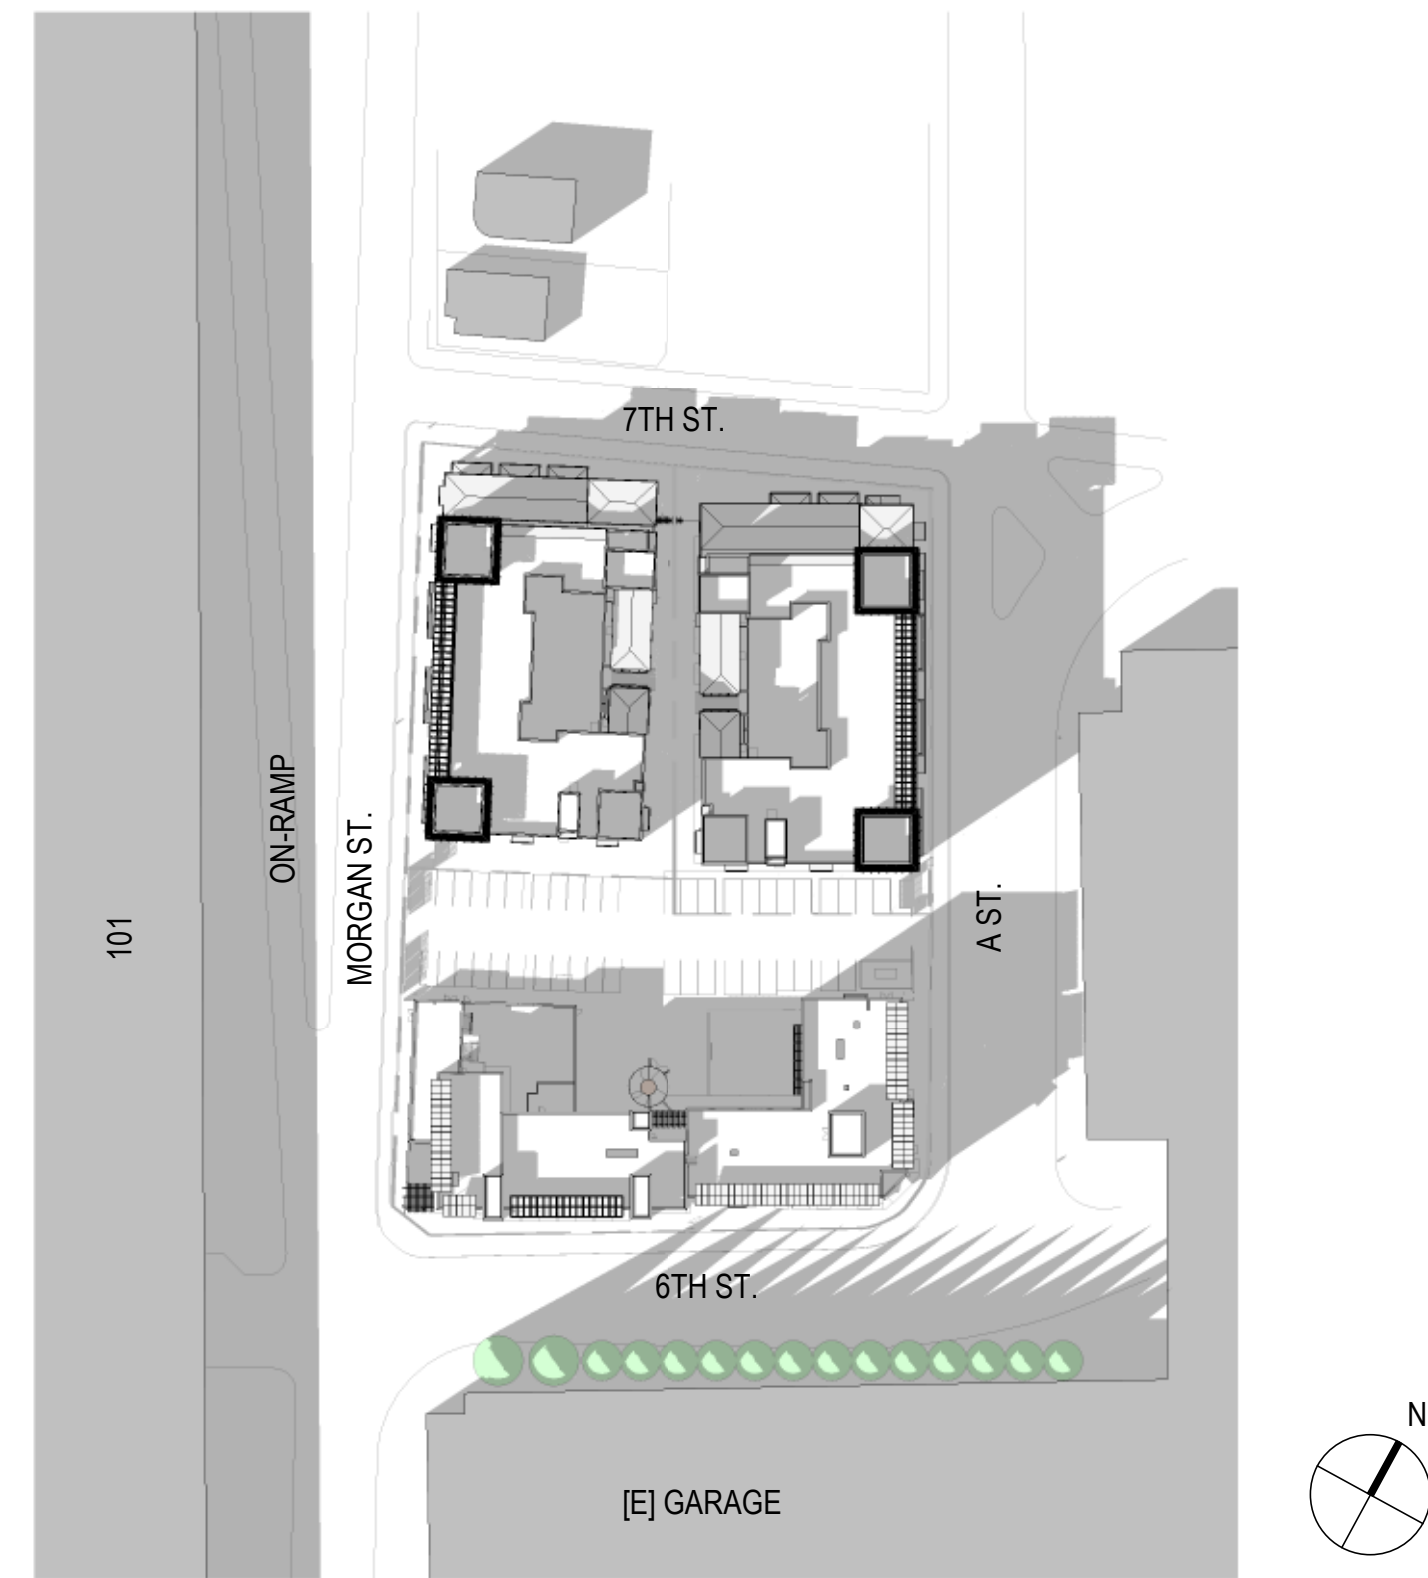 7TH ST.
ON-RAMP
MORGAN ST.
101
A ST.
6TH ST.
N
[E] GARAGE